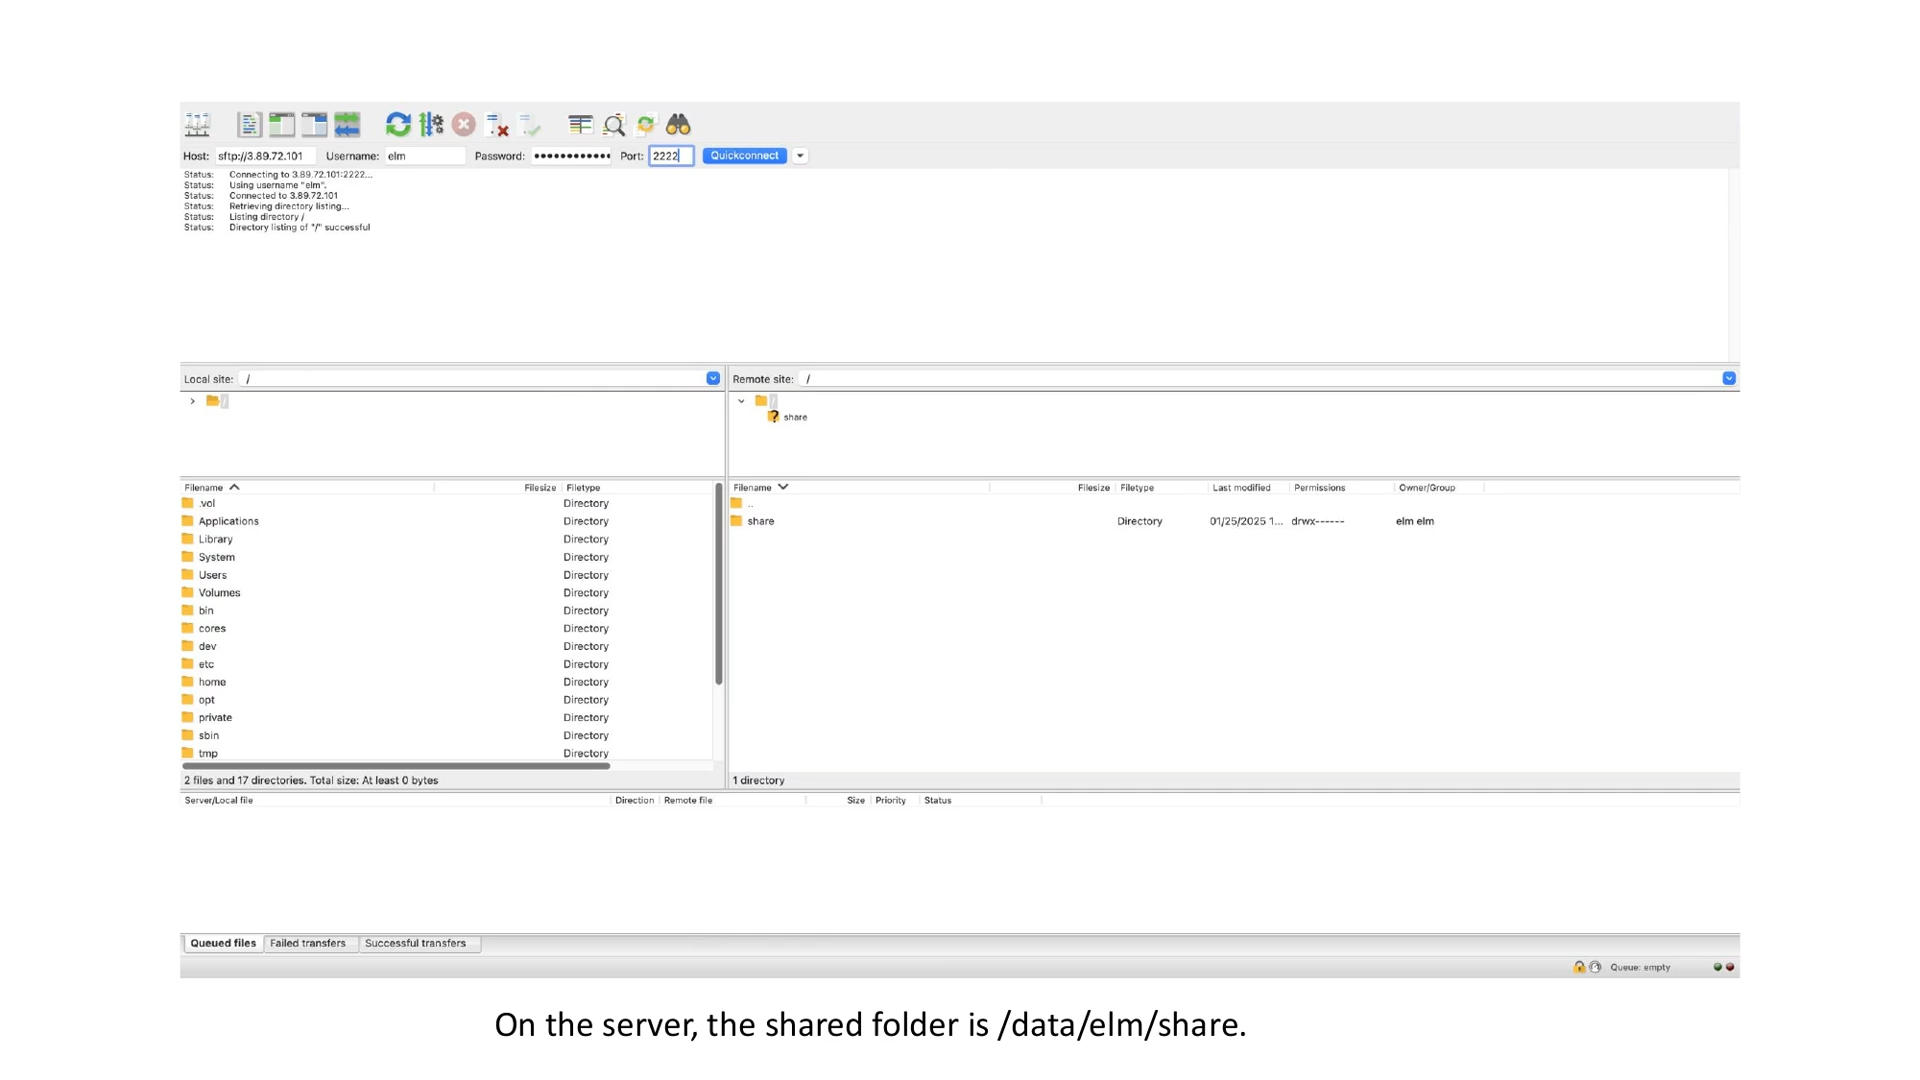 Host: sftp://3.89.72.101 Username: elm Password: •••••••••••• Port: 2222 Quickconnect
Status: Connecting to 3.89.72.101:2222...
Status: Using username "elm".
Status: Connected to 3.89.72.101
Status: Retrieving directory listing...
Status: Listing directory /
Status: Directory listing of "/" successful
Local site: /
/
Remote site: /
/
? share
Filename Filesize Filetype
.vol Directory
Applications Directory
Library Directory
System Directory
Users Directory
Volumes Directory
bin Directory
cores Directory
dev Directory
etc Directory
home Directory
opt Directory
private Directory
sbin Directory
tmp Directory
2 files and 17 directories. Total size: At least 0 bytes
Filename Filesize Filetype Last modified Permissions Owner/Group
..
share Directory 01/25/2025 1... drwx------ elm elm
1 directory
Server/Local file Direction Remote file Size Priority Status
Queued files Failed transfers Successful transfers
Queue: empty
On the server, the shared folder is /data/elm/share.